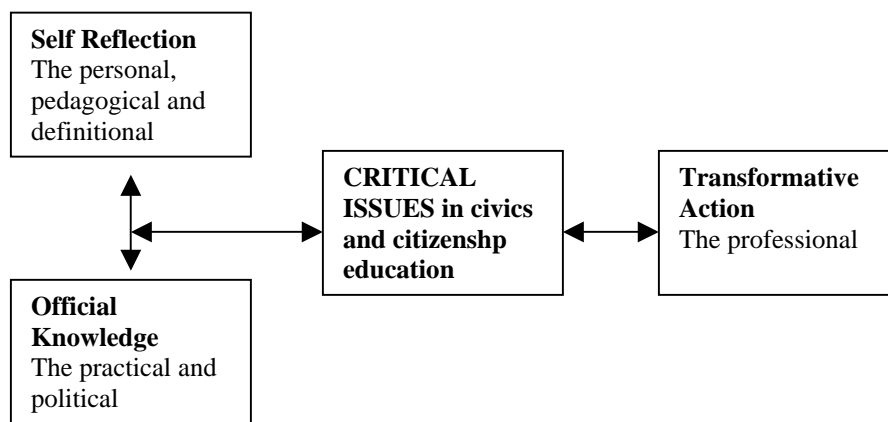 Self Reflection
The personal,
pedagogical and
definitional
CRITICAL
ISSUES in civics
and citizenshp
education
Transformative
Action
The professional
Official
Knowledge
The practical and
political